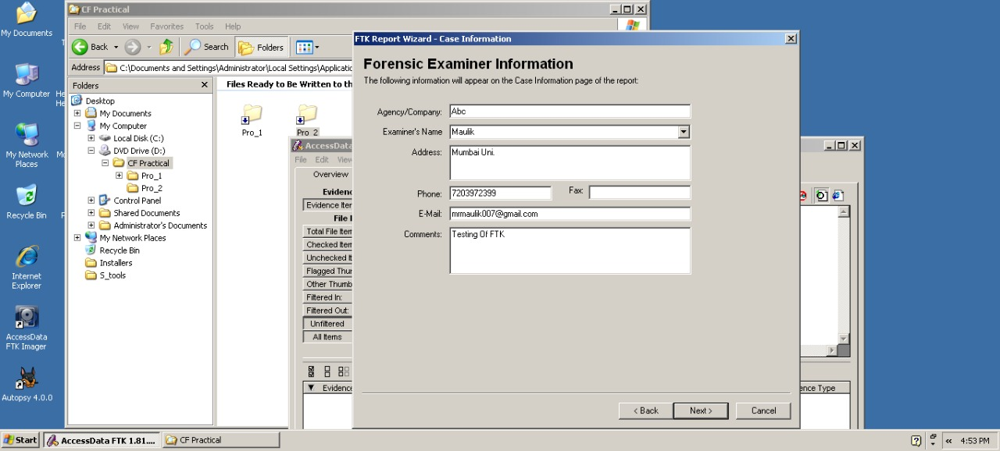 My Documents
My Computer
My Network
Places
Recycle Bin
Internet
Explorer
AccessData
FTK Imager
Autopsy 4.0.0
CF Practical
File Edit View Favorites Tools Help
Back Search Folders
Address C:\Documents and Settings\Administrator\Local Settings\Applicatio
Folders
Desktop
My Documents
My Computer
Local Disk (C:)
DVD Drive (D:)
CF Practical
Pro_1
Pro_2
Control Panel
Shared Documents
Administrator's Documents
My Network Places
Recycle Bin
Installers
S_tools
Files Ready to Be Written to th
Pro_1
Pro_2
AccessData
File Edit View
Overview
Evidenc
Evidence Iter
File I
Total File Item
Checked Item
Unchecked It
Flagged Thur
Other Thumb
Filtered In:
Filtered Out:
Unfiltered
All Items
Evidence
ence Type
FTK Report Wizard - Case Information
Forensic Examiner Information
The following information will appear on the Case Information page of the report:
Agency/Company: Abc
Examiner's Name Maulik
Address: Mumbai Uni.
Phone: 7203972399 Fax:
E-Mail: mrmaulik007@gmail.com
Comments: Testing Of FTK
< Back Next > Cancel
Start AccessData FTK 1.81.... CF Practical 4:53 PM